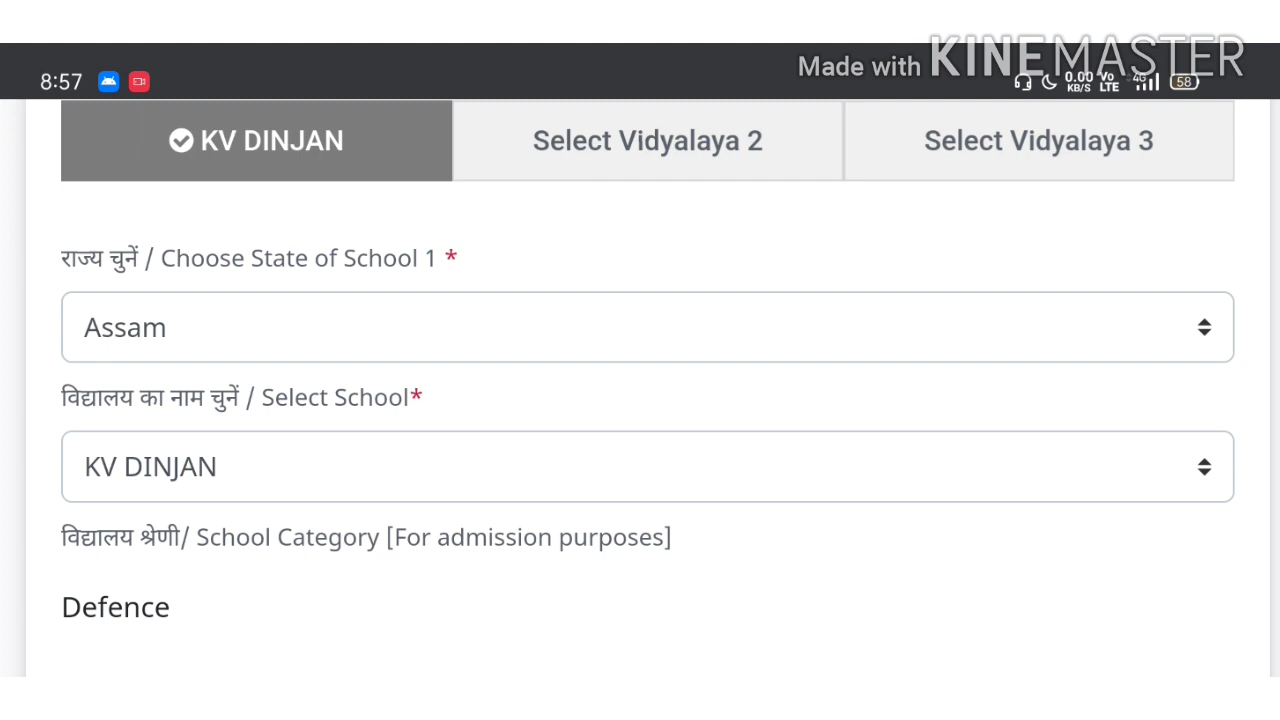 Made with KINEMASTER
8:57 0.00 KB/S Vo LTE 4G 58
KV DINJAN Select Vidyalaya 2 Select Vidyalaya 3
राज्य चुनें / Choose State of School 1 *
Assam
विद्यालय का नाम चुनें / Select School*
KV DINJAN
विद्यालय श्रेणी/ School Category [For admission purposes]
Defence